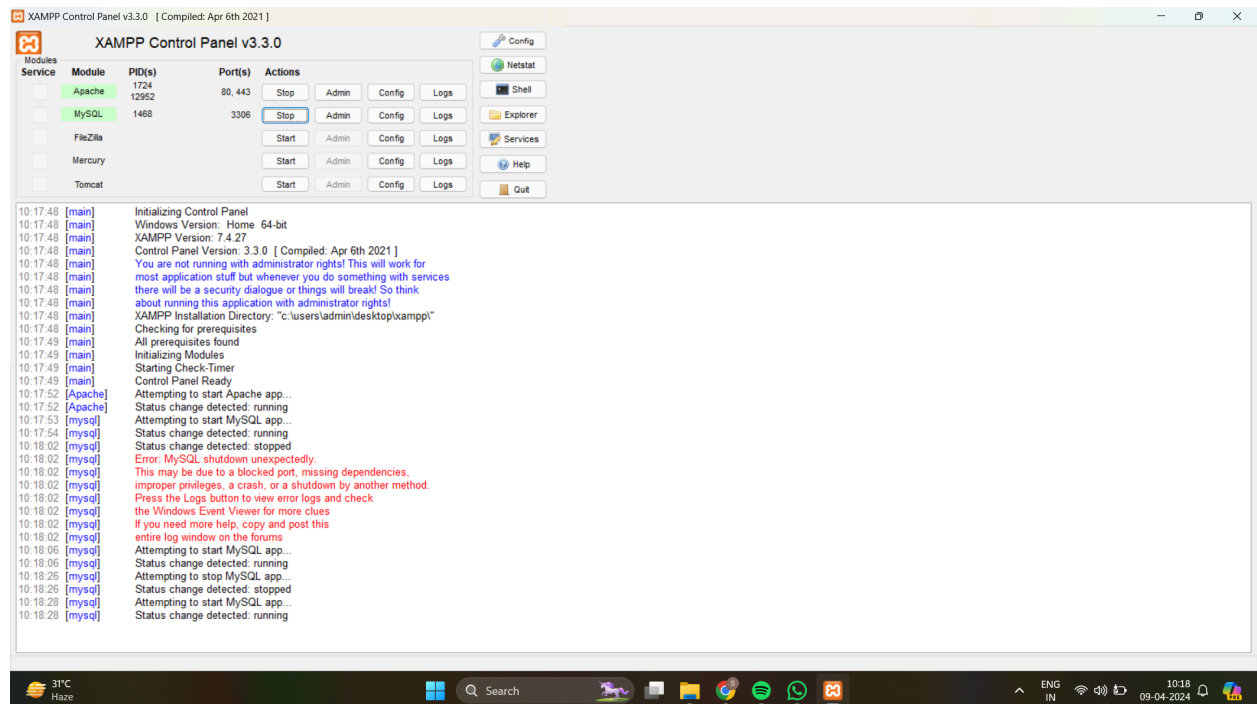 XAMPP Control Panel v3.3.0 [ Compiled: Apr 6th 2021 ]
XAMPP Control Panel v3.3.0
Config
Modules
Service Module PID(s) Port(s) Actions
Netstat
Apache 1724 12952 80, 443 Stop Admin Config Logs
Shell
MySQL 1468 3306 Stop Admin Config Logs
Explorer
FileZilla Start Admin Config Logs
Services
Mercury Start Admin Config Logs
Help
Tomcat Start Admin Config Logs
Quit
10:17:48 [main] Initializing Control Panel
10:17:48 [main] Windows Version: Home 64-bit
10:17:48 [main] XAMPP Version: 7.4.27
10:17:48 [main] Control Panel Version: 3.3.0 [ Compiled: Apr 6th 2021 ]
10:17:48 [main] You are not running with administrator rights! This will work for
10:17:48 [main] most application stuff but whenever you do something with services
10:17:48 [main] there will be a security dialogue or things will break! So think
10:17:48 [main] about running this application with administrator rights!
10:17:48 [main] XAMPP Installation Directory: "c:\users\admin\desktop\xampp\"
10:17:48 [main] Checking for prerequisites
10:17:49 [main] All prerequisites found
10:17:49 [main] Initializing Modules
10:17:49 [main] Starting Check-Timer
10:17:49 [main] Control Panel Ready
10:17:52 [Apache] Attempting to start Apache app...
10:17:52 [Apache] Status change detected: running
10:17:53 [mysql] Attempting to start MySQL app...
10:17:54 [mysql] Status change detected: running
10:18:02 [mysql] Status change detected: stopped
10:18:02 [mysql] Error: MySQL shutdown unexpectedly.
10:18:02 [mysql] This may be due to a blocked port, missing dependencies,
10:18:02 [mysql] improper privileges, a crash, or a shutdown by another method.
10:18:02 [mysql] Press the Logs button to view error logs and check
10:18:02 [mysql] the Windows Event Viewer for more clues
10:18:02 [mysql] If you need more help, copy and post this
10:18:02 [mysql] entire log window on the forums
10:18:06 [mysql] Attempting to start MySQL app...
10:18:06 [mysql] Status change detected: running
10:18:26 [mysql] Attempting to stop MySQL app...
10:18:26 [mysql] Status change detected: stopped
10:18:28 [mysql] Attempting to start MySQL app...
10:18:28 [mysql] Status change detected: running
31°C
Haze
Search
ENG
IN
10:18
09-04-2024